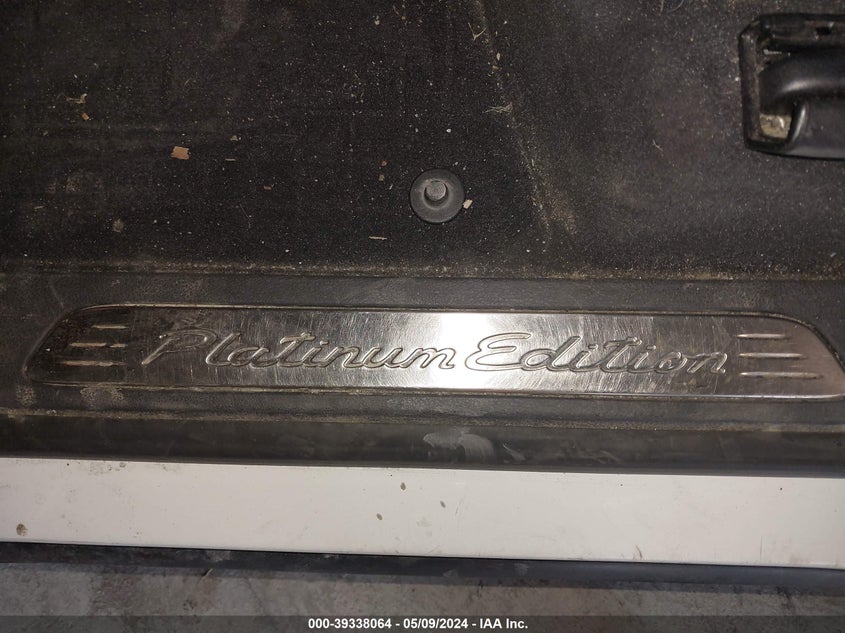 Platinum Edition
000-39338064 - 05/09/2024 - IAA Inc.